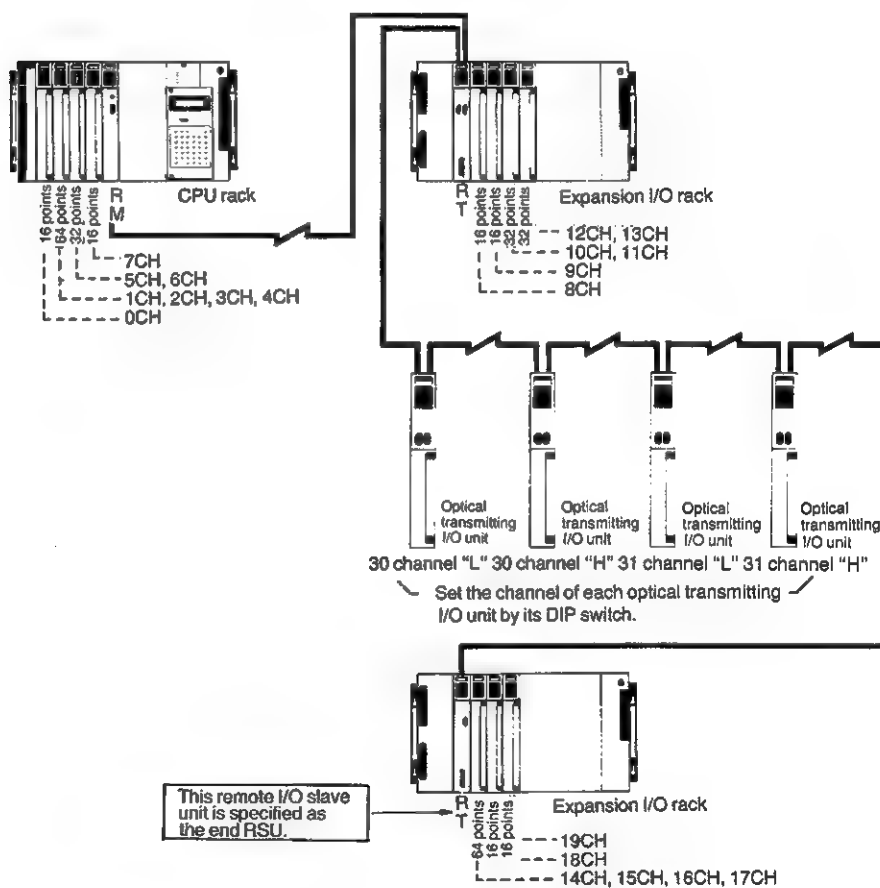 CPU rack
R
M
16 points
64 points
32 points
16 points
7CH
5CH, 6CH
1CH, 2CH, 3CH, 4CH
0CH
Expansion I/O rack
R
T
16 points
16 points
32 points
32 points
12CH, 13CH
10CH, 11CH
9CH
8CH
Optical
transmitting
I/O unit
Optical
transmitting
I/O unit
Optical
transmitting
I/O unit
Optical
transmitting
I/O unit
30 channel "L" 30 channel "H" 31 channel "L" 31 channel "H"
Set the channel of each optical transmitting
I/O unit by its DIP switch.
This remote I/O slave
unit is specified as
the end RSU.
R
T
Expansion I/O rack
64 points
16 points
16 points
19CH
18CH
14CH, 15CH, 16CH, 17CH